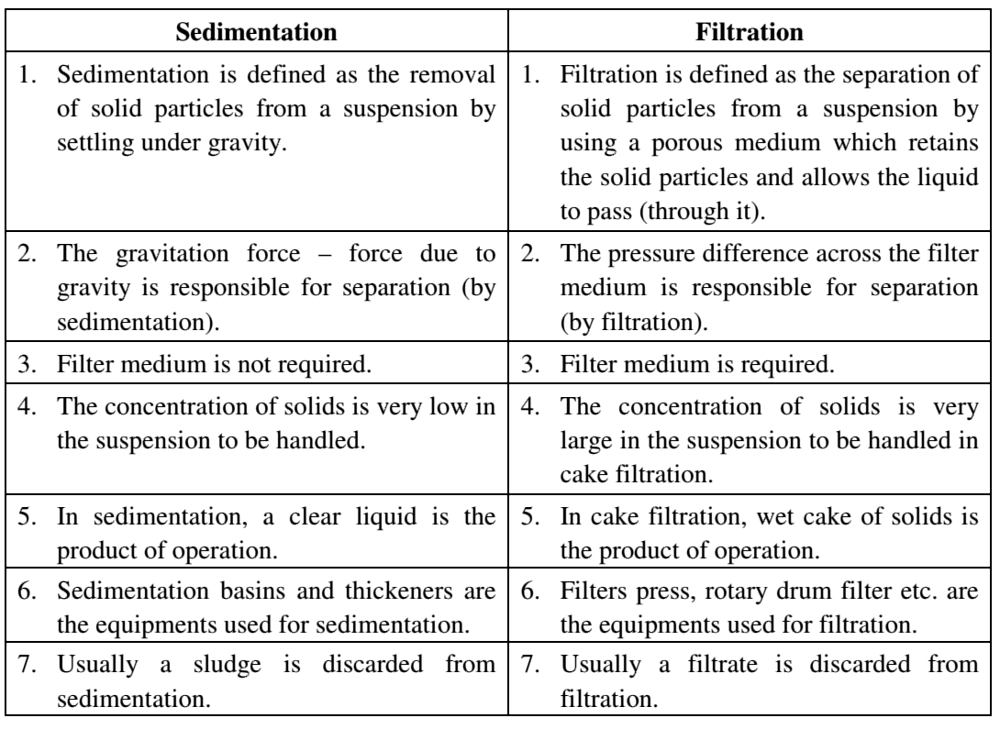 Sedimentation
Filtration
1. Sedimentation is defined as the removal
of solid particles from a suspension by
settling under gravity.
1. Filtration is defined as the separation of
solid particles from a suspension by
using a porous medium which retains
the solid particles and allows the liquid
to pass (through it).
2. The gravitation force – force due to
gravity is responsible for separation (by
sedimentation).
2. The pressure difference across the filter
medium is responsible for separation
(by filtration).
3. Filter medium is not required.
3. Filter medium is required.
4. The concentration of solids is very low in
the suspension to be handled.
4. The concentration of solids is very
large in the suspension to be handled in
cake filtration.
5. In sedimentation, a clear liquid is the
product of operation.
5. In cake filtration, wet cake of solids is
the product of operation.
6. Sedimentation basins and thickeners are
the equipments used for sedimentation.
6. Filters press, rotary drum filter etc. are
the equipments used for filtration.
7. Usually a sludge is discarded from
sedimentation.
7. Usually a filtrate is discarded from
filtration.